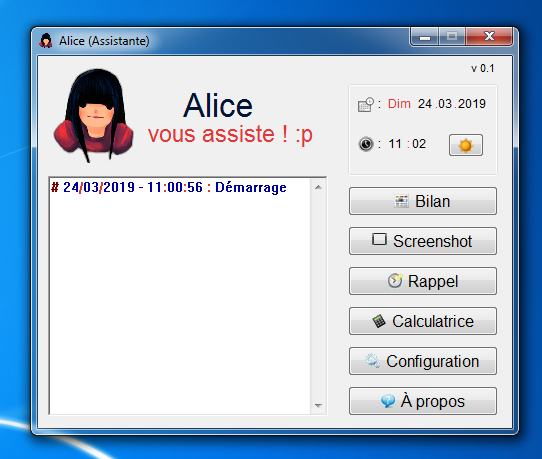 Alice (Assistante)
v 0.1
Alice
vous assiste ! :p
: Dim 24 .03 .2019
: 11 : 02
# 24/03/2019 - 11:00:56 : Démarrage
Bilan
Screenshot
Rappel
Calculatrice
Configuration
À propos